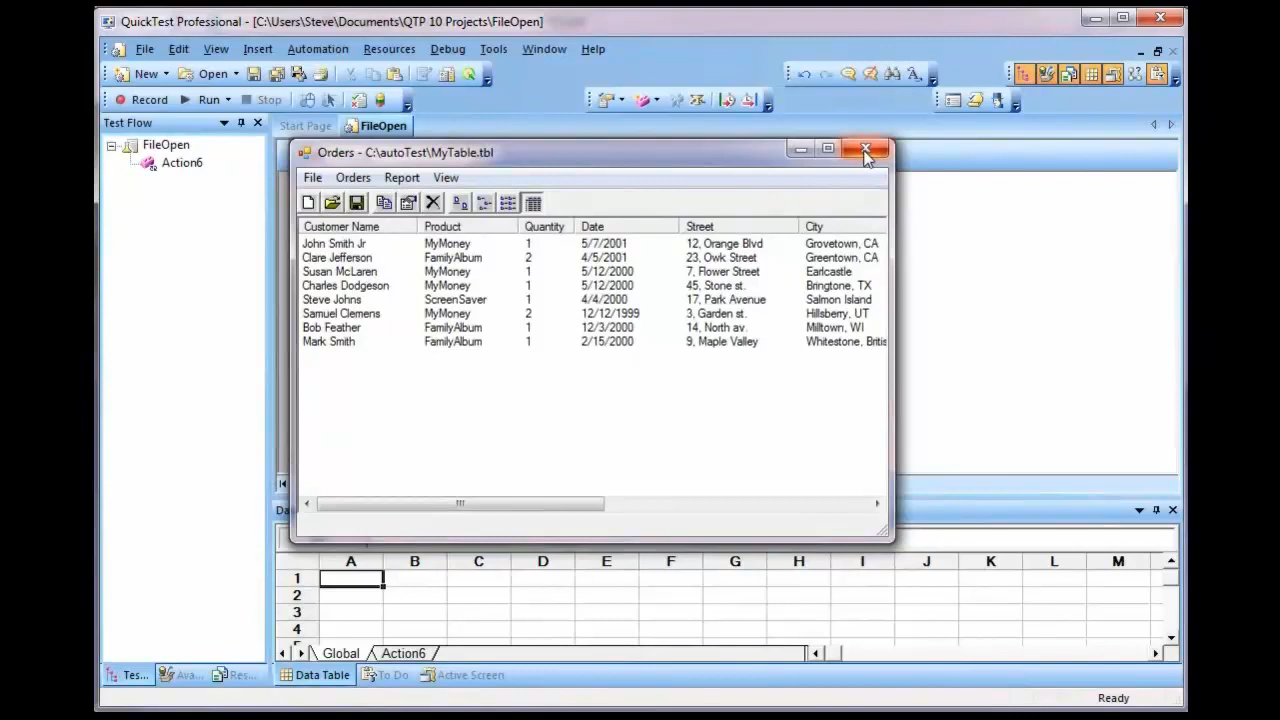 QuickTest Professional - [C:\Users\Steve\Documents\QTP 10 Projects\FileOpen]
File Edit View Insert Automation Resources Debug Tools Window Help
New Open
Record Run Stop
Test Flow
Start Page FileOpen
FileOpen
Action6
Orders - C:\autoTest\MyTable.tbl
File Orders Report View
Customer Name Product Quantity Date Street City
John Smith Jr MyMoney 1 5/7/2001 12, Orange Blvd Grovetown, CA
Clare Jefferson FamilyAlbum 2 4/5/2001 23, Owk Street Greentown, CA
Susan McLaren MyMoney 1 5/12/2000 7, Flower Street Earlcastle
Charles Dodgeson MyMoney 1 5/12/2000 45, Stone st. Bringtone, TX
Steve Johns ScreenSaver 1 4/4/2000 17, Park Avenue Salmon Island
Samuel Clemens MyMoney 2 12/12/1999 3, Garden st. Hillsberry, UT
Bob Feather FamilyAlbum 1 12/3/2000 14, North av. Milltown, WI
Mark Smith FamilyAlbum 1 2/15/2000 9, Maple Valley Whitestone, Britis
Da
A B C D E F G H I J K L M
1
2
3
4
Global Action6
Tes... Ava... Res... Data Table To Do Active Screen
Ready